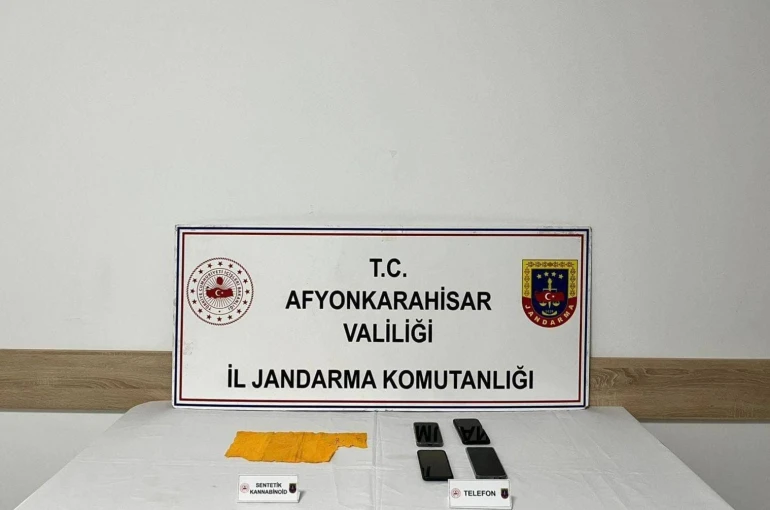 T.C.
AFYONKARAHİSAR
VALİLİĞİ
İL JANDARMA KOMUTANLIĞI
JANDARMA
SENTETİK
KANNABİNOİD
TELEFON